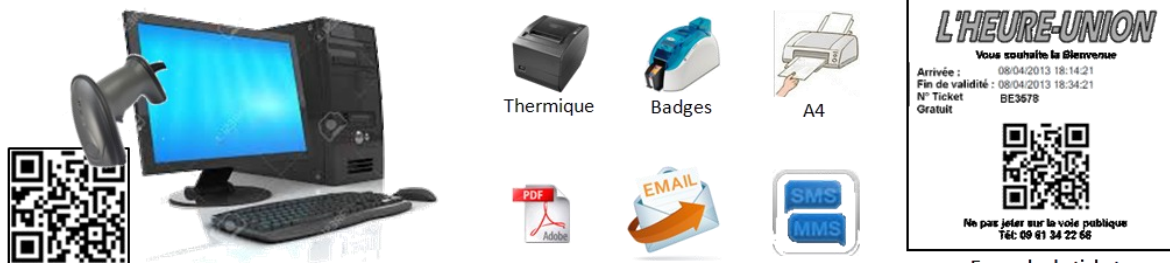 Thermique
Badges
A4
PDF
Adobe
EMAIL
SMS
MMS
L'HEURE-UNION
Vous souhaite la Bienvenue
Arrivée : 08/04/2013 18:14:21
Fin de validité : 08/04/2013 18:34:21
N° Ticket BE3578
Gratuit
Ne pas jeter sur la voie publique
Tél: 09 61 34 22 66